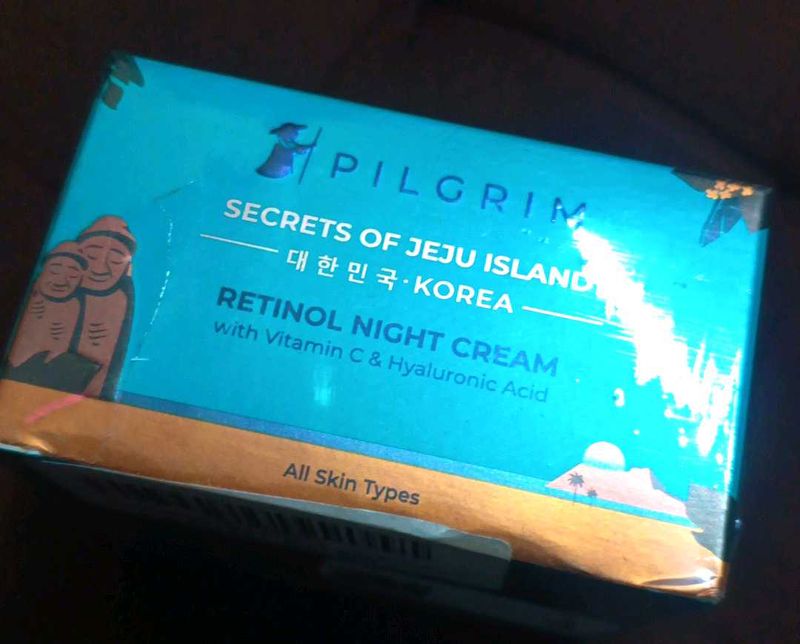 PILGRIM
SECRETS OF JEJU ISLAND
대한민국·KOREA
RETINOL NIGHT CREAM
with Vitamin C & Hyaluronic Acid
All Skin Types